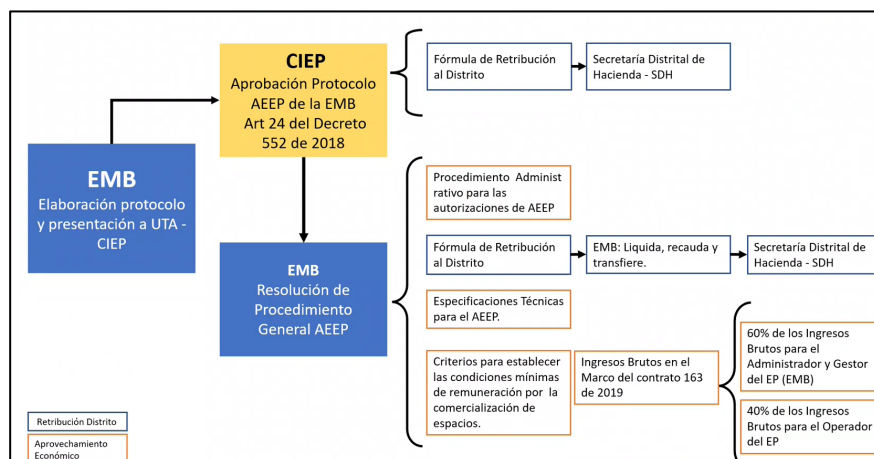 CIEP
Aprobación Protocolo
AEEP de la EMB
Art 24 del Decreto
552 de 2018
Fórmula de Retribución
al Distrito
Secretaría Distrital de
Hacienda - SDH
EMB
Elaboración protocolo
y presentación a UTA -
CIEP
EMB
Resolución de
Procedimiento
General AEEP
Procedimiento Administ
rativo para las
autorizaciones de AEEP
Fórmula de Retribución
al Distrito
EMB: Liquida, recauda y
transfiere.
Secretaría Distrital de
Hacienda - SDH
Especificaciones Técnicas
para el AEEP.
Criterios para establecer
las condiciones mínimas
de remuneración por la
comercialización de
espacios.
Ingresos Brutos en el
Marco del contrato 163
de 2019
60% de los Ingresos
Brutos para el
Administrador y Gestor
del EP (EMB)
40% de los Ingresos
Brutos para el Operador
del EP
Retribución Distrito
Aprovechamiento
Económico